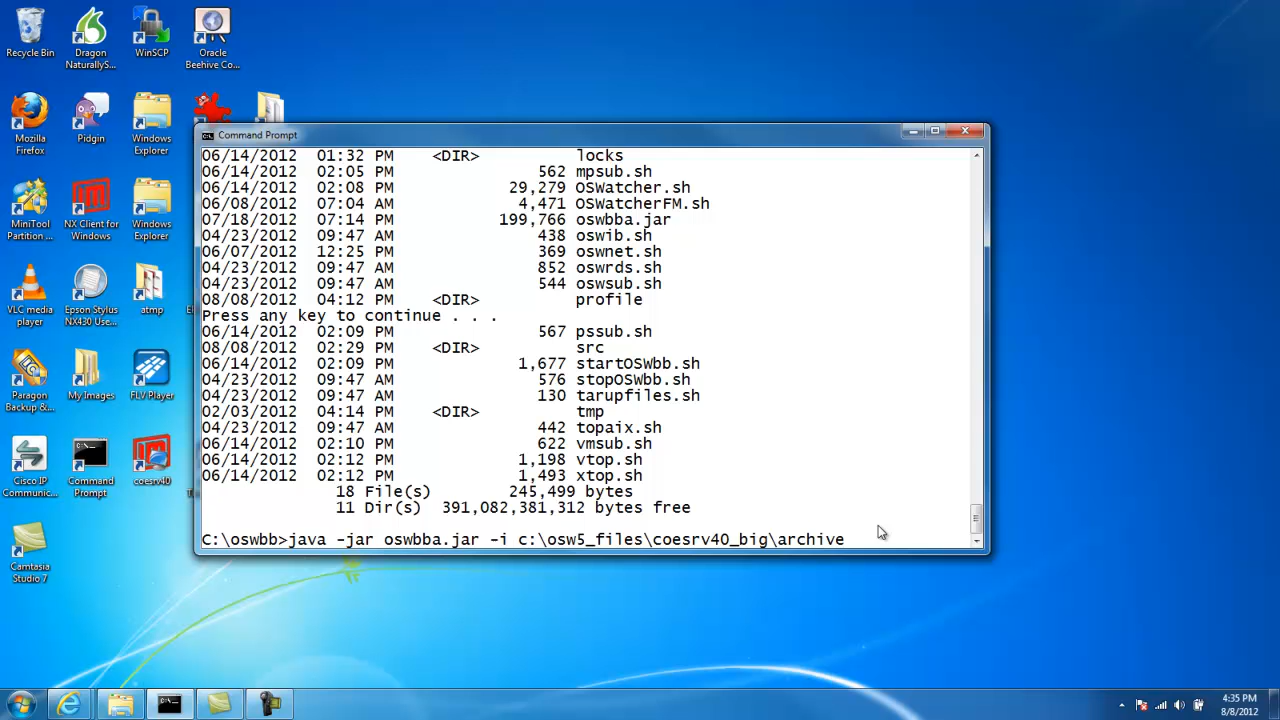 Recycle Bin
Dragon NaturallyS...
WinSCP
Oracle Beehive Co...
Mozilla Firefox
Pidgin
Windows Explorer
MiniTool Partition ...
NX Client for Windows
Windows Explorer
VLC media player
Epson Stylus NX430 Use...
atmp
Paragon Backup &...
My Images
FLV Player
Cisco IP Communic...
Command Prompt
coesrv40
Camtasia Studio 7
Command Prompt
06/14/2012 01:32 PM <DIR> locks
06/14/2012 02:05 PM 562 mpsub.sh
06/14/2012 02:08 PM 29,279 OSWatcher.sh
06/08/2012 07:04 AM 4,471 OSWatcherFM.sh
07/18/2012 07:14 PM 199,766 oswbba.jar
04/23/2012 09:47 AM 438 oswib.sh
06/07/2012 12:25 PM 369 oswnet.sh
04/23/2012 09:47 AM 852 oswrds.sh
04/23/2012 09:47 AM 544 oswsub.sh
08/08/2012 04:12 PM <DIR> profile
Press any key to continue . . .
06/14/2012 02:09 PM 567 pssub.sh
08/08/2012 02:29 PM <DIR> src
06/14/2012 02:09 PM 1,677 startOSWbb.sh
04/23/2012 09:47 AM 576 stopOSWbb.sh
04/23/2012 09:47 AM 130 tarupfiles.sh
02/03/2012 04:14 PM <DIR> tmp
04/23/2012 09:47 AM 442 topaix.sh
06/14/2012 02:10 PM 622 vmsub.sh
06/14/2012 02:12 PM 1,198 vtop.sh
06/14/2012 02:12 PM 1,493 xtop.sh
18 File(s) 245,499 bytes
11 Dir(s) 391,082,381,312 bytes free
C:\oswbb>java -jar oswbba.jar -i c:\osw5_files\coesrv40_big\archive
4:35 PM
8/8/2012